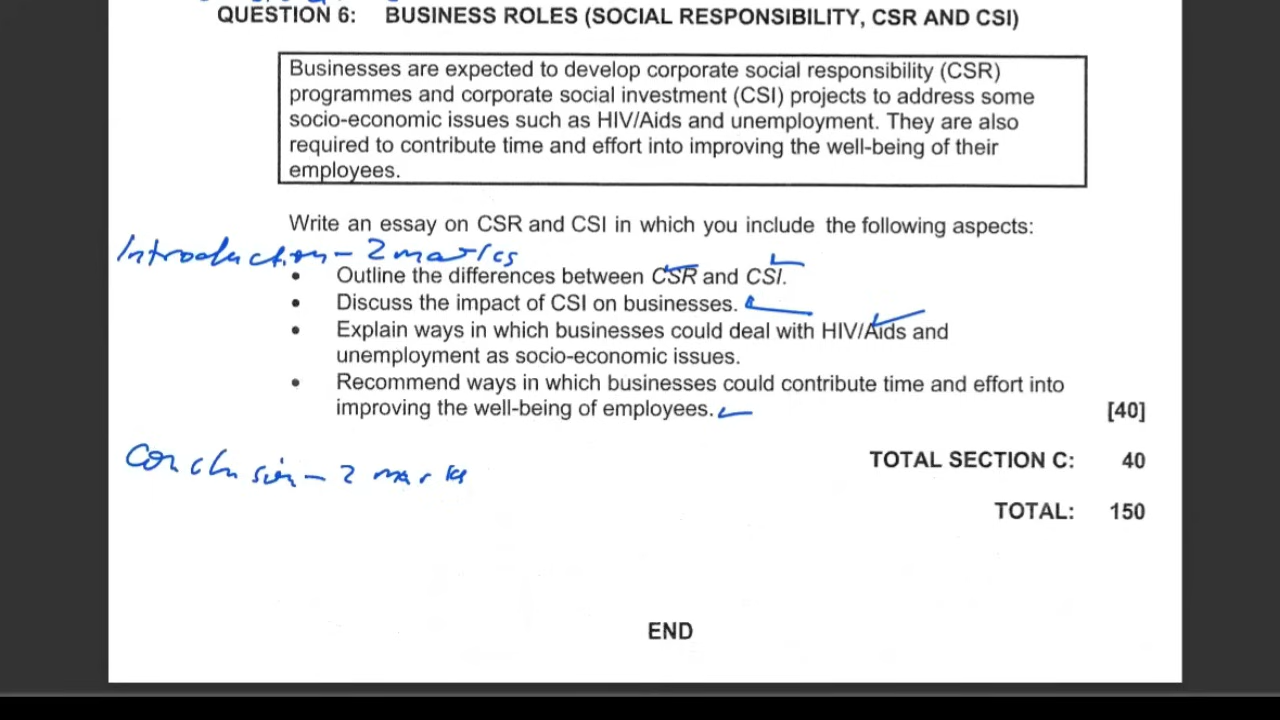 QUESTION 6: BUSINESS ROLES (SOCIAL RESPONSIBILITY, CSR AND CSI)
Businesses are expected to develop corporate social responsibility (CSR)
programmes and corporate social investment (CSI) projects to address some
socio-economic issues such as HIV/Aids and unemployment. They are also
required to contribute time and effort into improving the well-being of their
employees.
Write an essay on CSR and CSI in which you include the following aspects:
Introduction - 2 marks
• Outline the differences between CSR and CSI.
• Discuss the impact of CSI on businesses.
• Explain ways in which businesses could deal with HIV/Aids and
unemployment as socio-economic issues.
• Recommend ways in which businesses could contribute time and effort into
improving the well-being of employees. [40]
Conclusion - 2 marks
TOTAL SECTION C: 40
TOTAL: 150
END